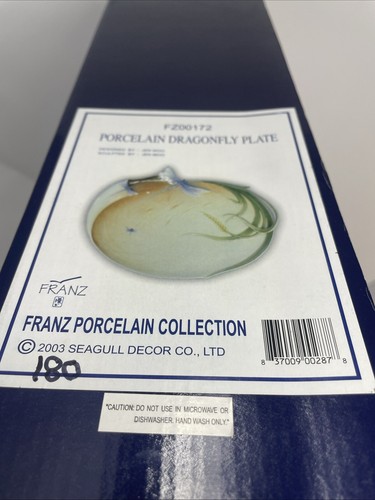 FZ00172
PORCELAIN DRAGONFLY PLATE
FRANZ
FRANZ PORCELAIN COLLECTION
© 2003 SEAGULL DECOR CO., LTD
8 37009 00287 8
180
"CAUTION: DO NOT USE IN MICROWAVE OR
DISHWASHER. HAND WASH ONLY."